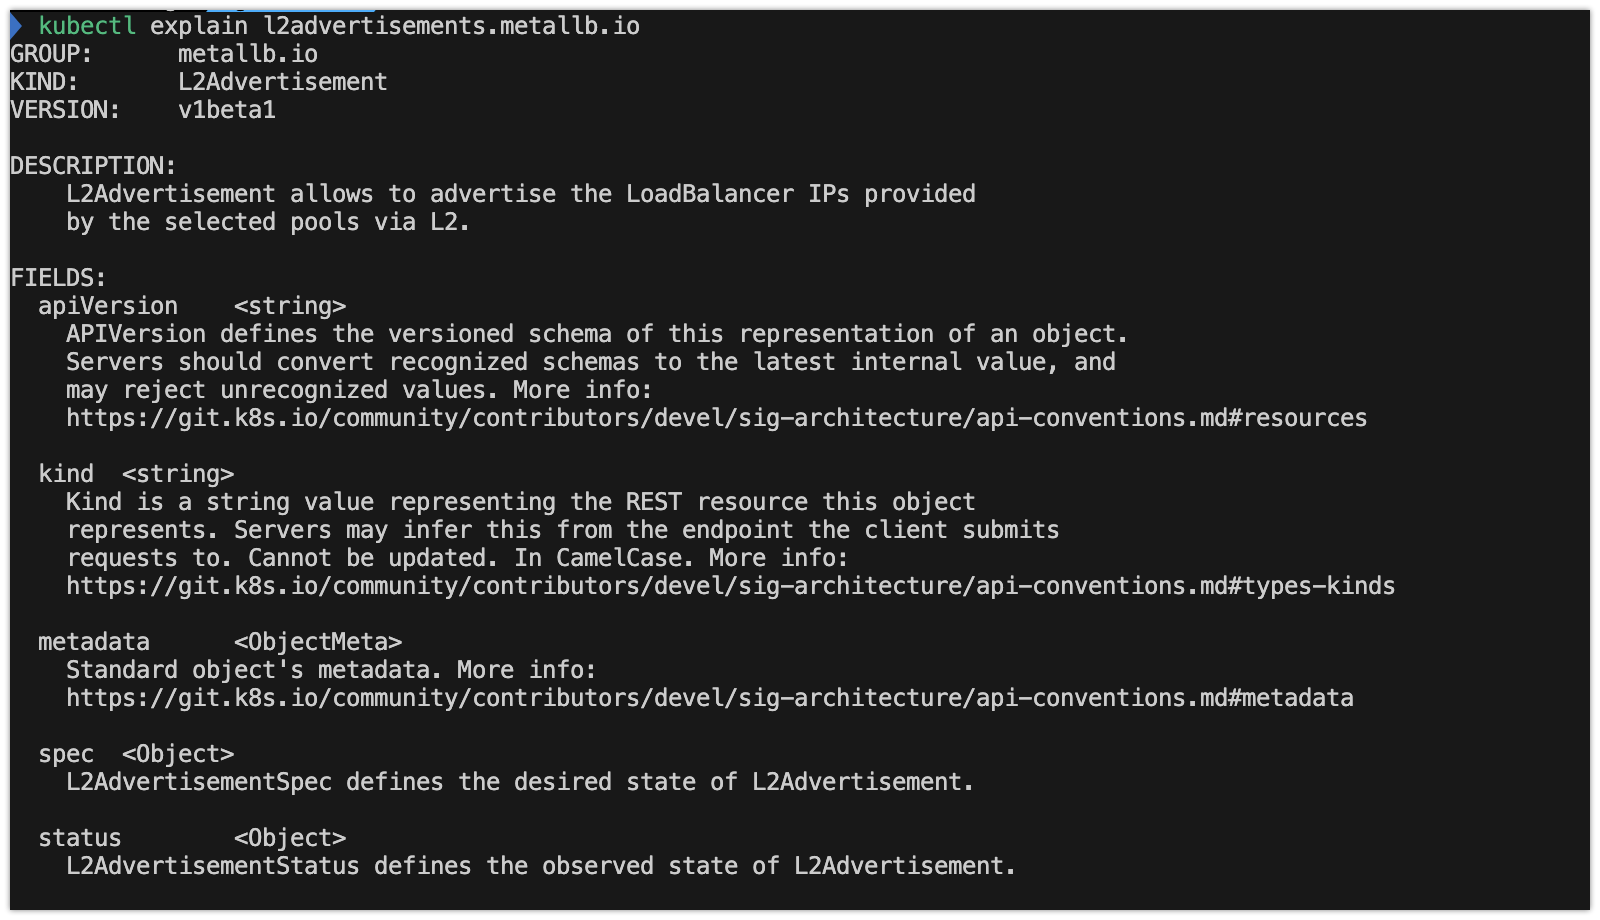 kubectl explain l2advertisements.metallb.io
GROUP:      metallb.io
KIND:       L2Advertisement
VERSION:    v1beta1
DESCRIPTION:
    L2Advertisement allows to advertise the LoadBalancer IPs provided
    by the selected pools via L2.
FIELDS:
  apiVersion    <string>
    APIVersion defines the versioned schema of this representation of an object.
    Servers should convert recognized schemas to the latest internal value, and
    may reject unrecognized values. More info:
    https://git.k8s.io/community/contributors/devel/sig-architecture/api-conventions.md#resources
  kind  <string>
    Kind is a string value representing the REST resource this object
    represents. Servers may infer this from the endpoint the client submits
    requests to. Cannot be updated. In CamelCase. More info:
    https://git.k8s.io/community/contributors/devel/sig-architecture/api-conventions.md#types-kinds
  metadata      <ObjectMeta>
    Standard object's metadata. More info:
    https://git.k8s.io/community/contributors/devel/sig-architecture/api-conventions.md#metadata
  spec  <Object>
    L2AdvertisementSpec defines the desired state of L2Advertisement.
  status        <Object>
    L2AdvertisementStatus defines the observed state of L2Advertisement.